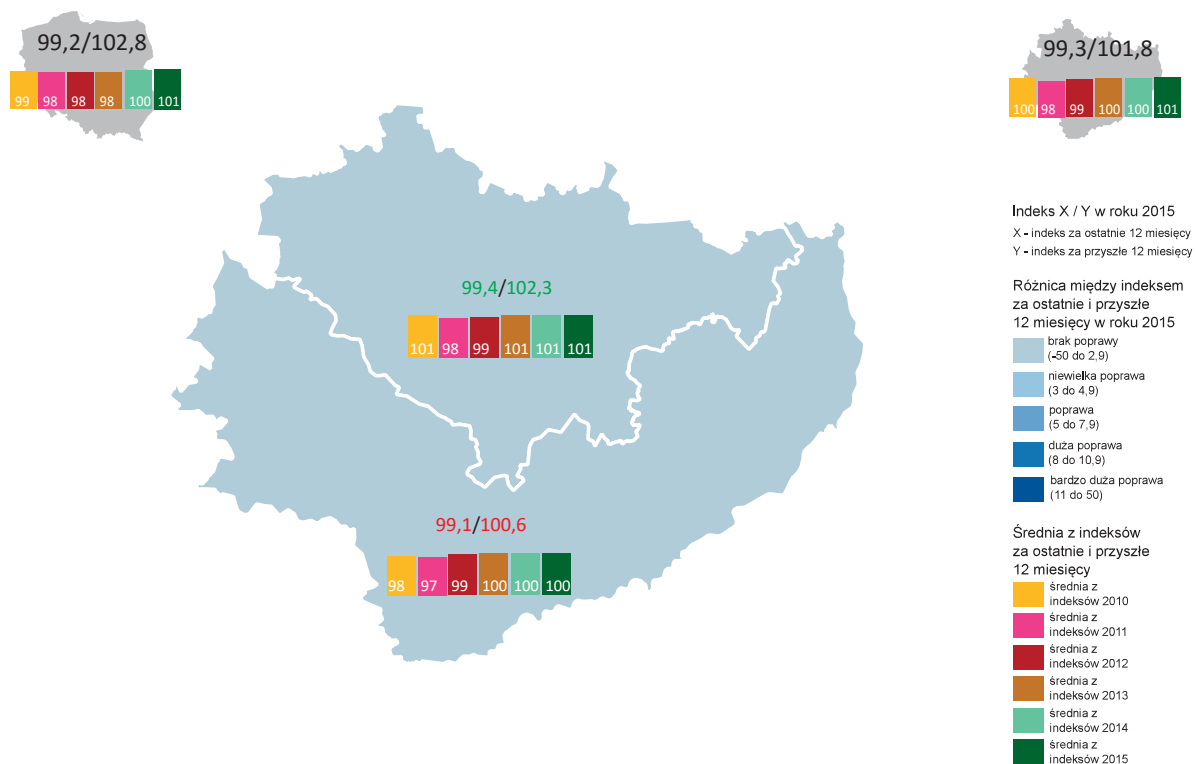 99,2/102,8
99 98 98 98 100 101
99,3/101,8
100 98 99 100 100 101
99,4/102,3
101 98 99 101 101 101
99,1/100,6
98 97 99 100 100 100
Indeks X / Y w roku 2015
X - indeks za ostatnie 12 miesięcy
Y - indeks za przyszłe 12 miesięcy
Różnica między indeksem
za ostatnie i przyszłe
12 miesięcy w roku 2015
brak poprawy
(-50 do 2,9)
niewielka poprawa
(3 do 4,9)
poprawa
(5 do 7,9)
duża poprawa
(8 do 10,9)
bardzo duża poprawa
(11 do 50)
Średnia z indeksów
za ostatnie i przyszłe
12 miesięcy
średnia z
indeksów 2010
średnia z
indeksów 2011
średnia z
indeksów 2012
średnia z
indeksów 2013
średnia z
indeksów 2014
średnia z
indeksów 2015